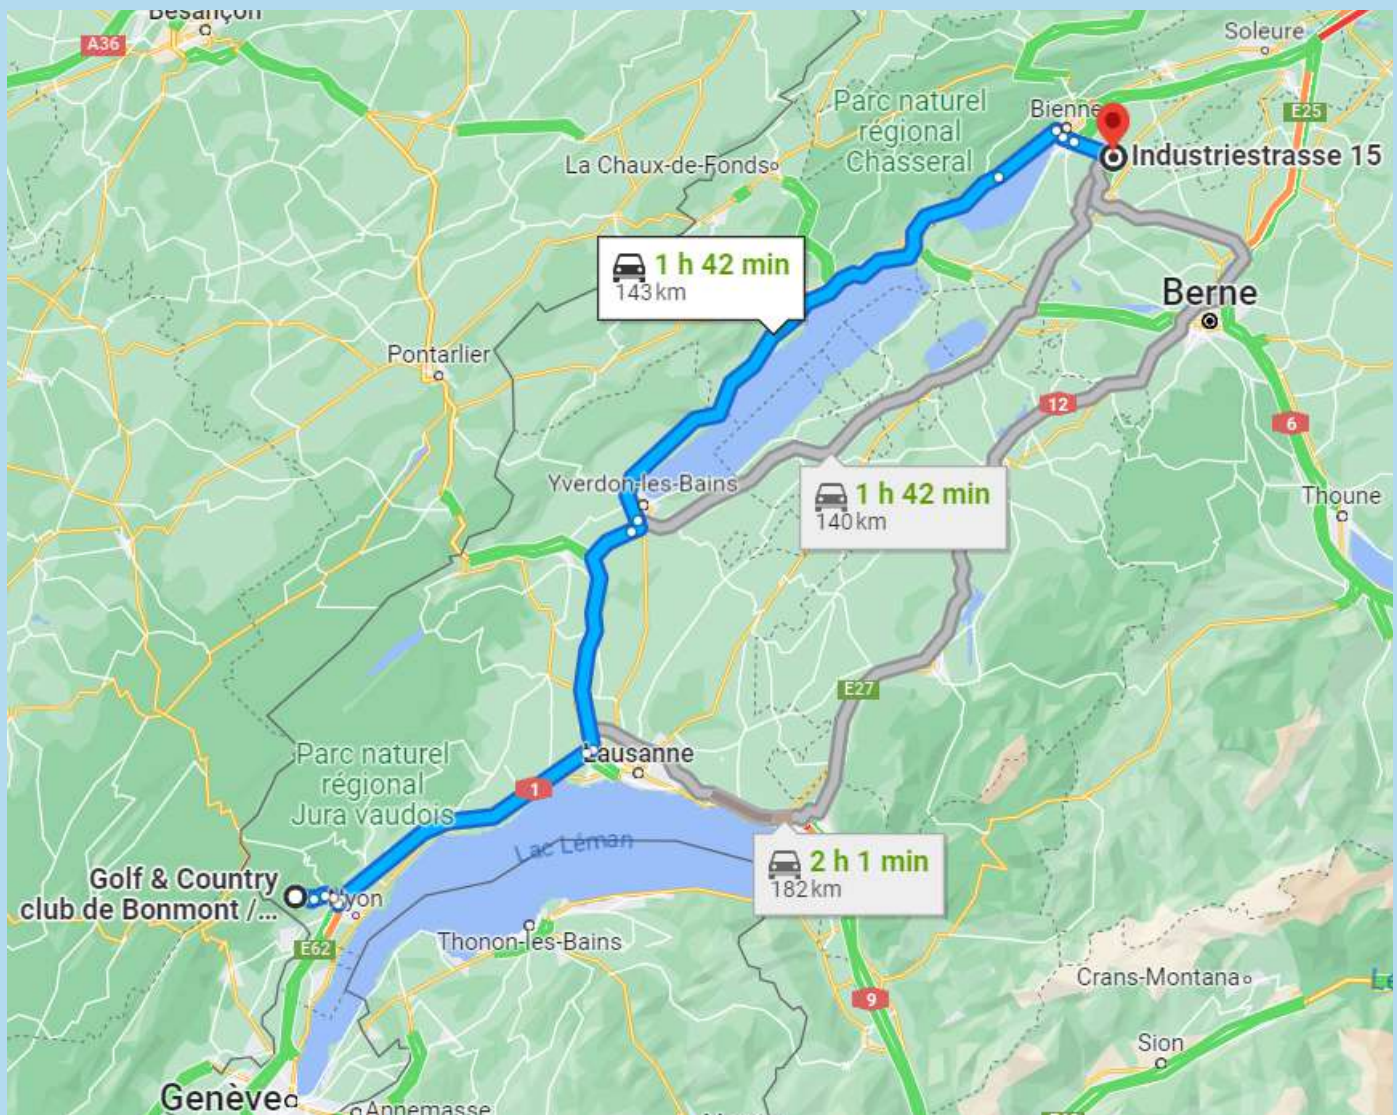 Besançon
A36
Soleure
Parc naturel
régional
Chasseral
Bienne
E25
La Chaux-de-Fonds
Industriestrasse 15
1 h 42 min
143 km
Berne
Pontarlier
12
6
Yverdon-les-Bains
1 h 42 min
140 km
Thoune
E27
Parc naturel
régional
Jura vaudois
Lausanne
1
Lac Léman
2 h 1 min
182 km
Golf & Country
club de Bonmont /...
Nyon
E62
Thonon-les-Bains
Crans-Montana
9
Sion
Genève
Annemasse